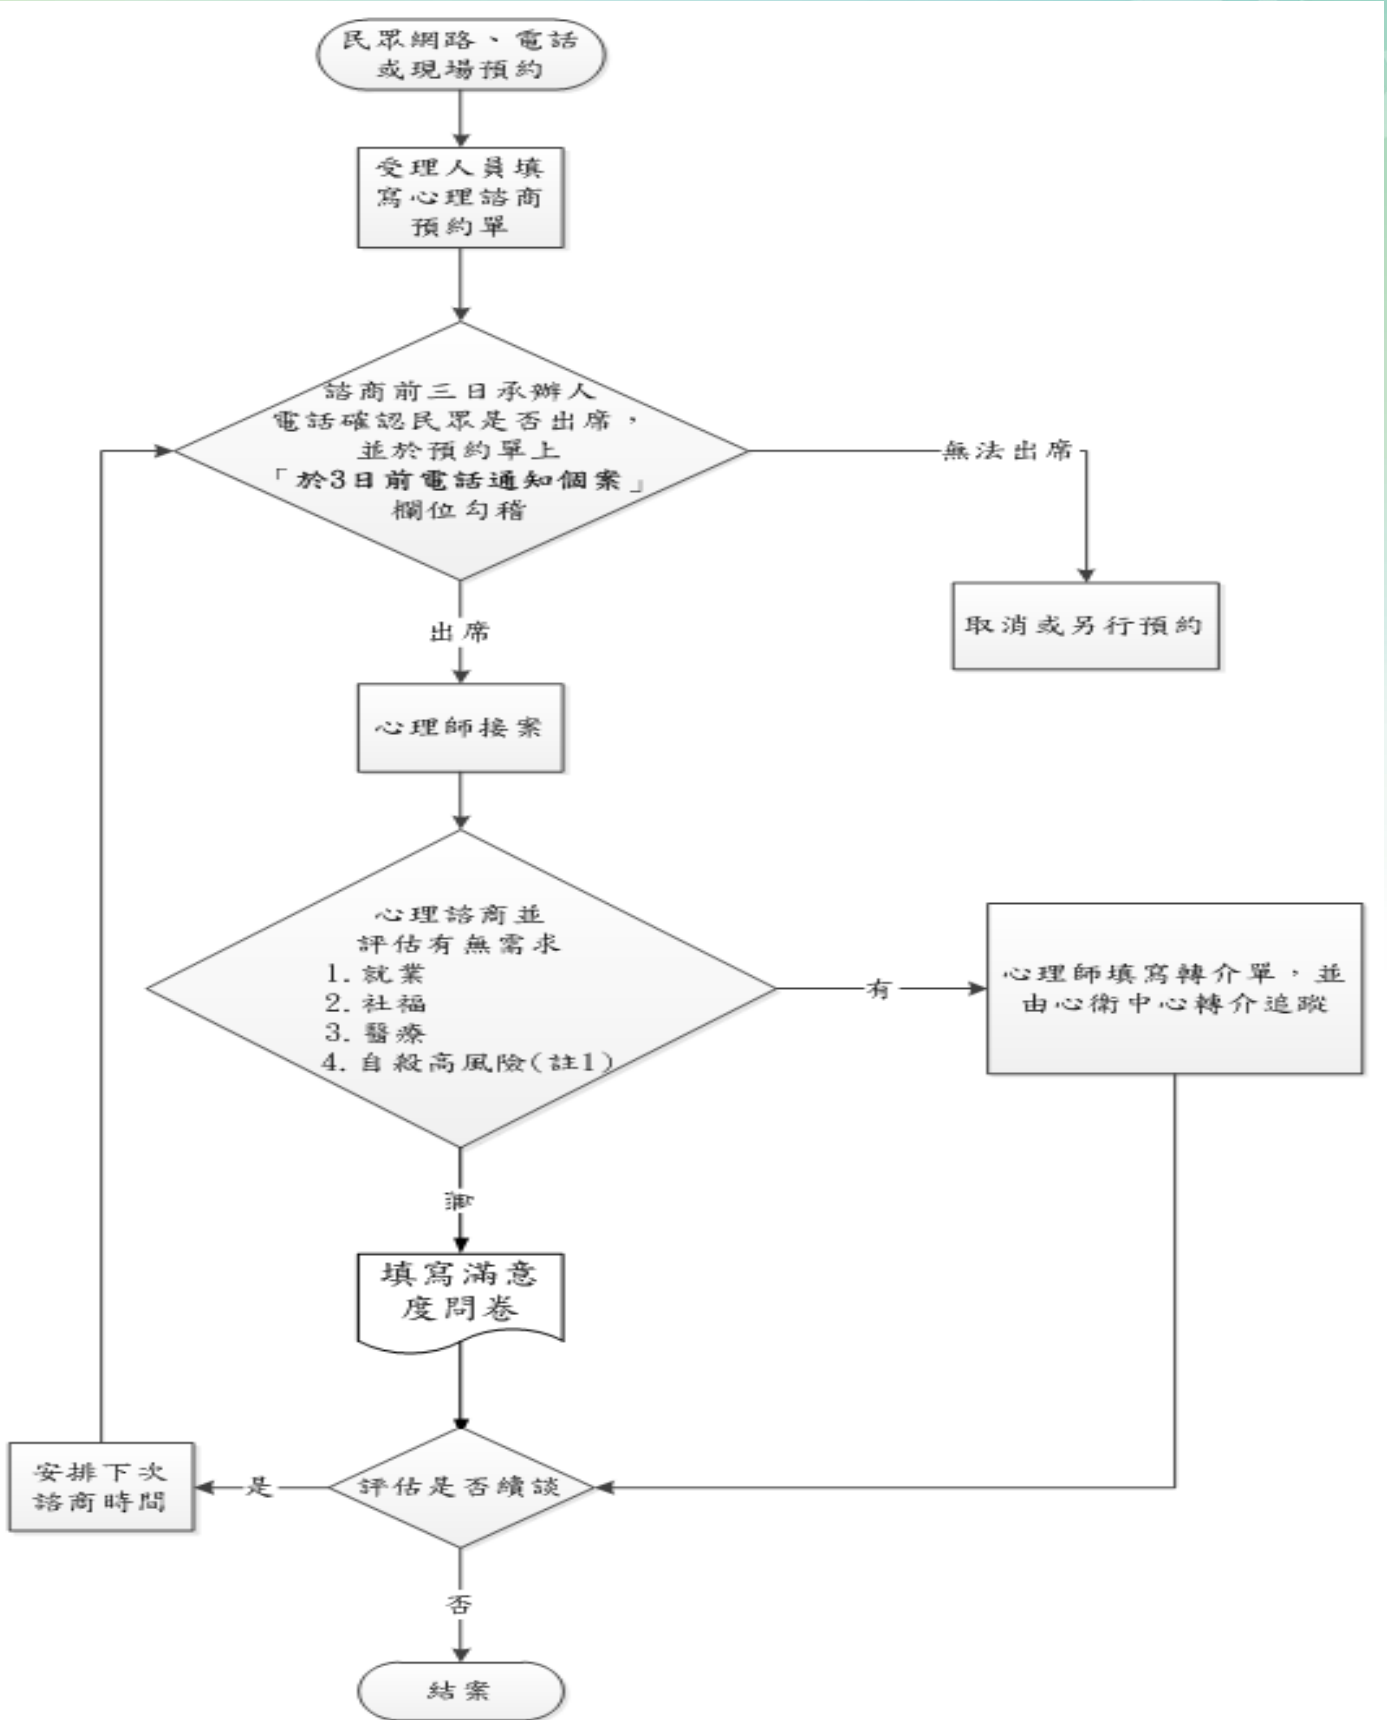 民眾網路、電話
或現場預約
受理人員填
寫心理諮商
預約單
諮商前三日承辦人
電話確認民眾是否出席，
並於預約單上
「於3日前電話通知個案」
欄位勾稽
無法出席
取消或另行預約
出席
心理師接案
心理諮商並
評估有無需求
1. 就業
2. 社福
3. 醫療
4. 自殺高風險(註1)
有
心理師填寫轉介單，並
由心衛中心轉介追蹤
填寫滿意
度問卷
安排下次
諮商時間
是
評估是否續談
否
結案